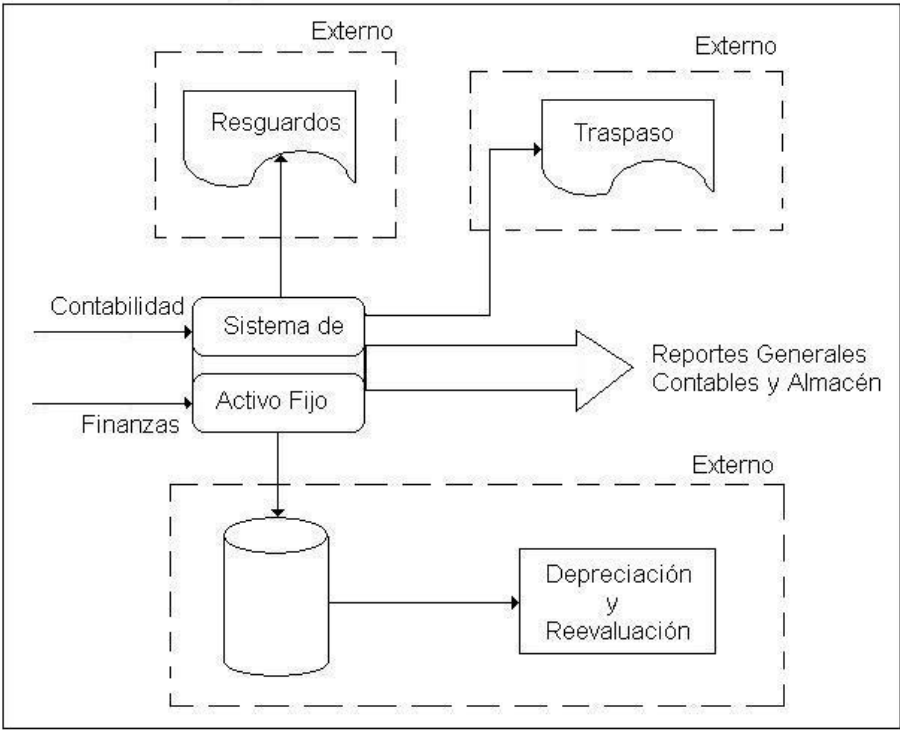 Externo
Externo
Resguardos
Traspaso
Contabilidad
Sistema de
Reportes Generales
Contables y Almacén
Activo Fijo
Finanzas
Externo
Depreciación
y
Reevaluación